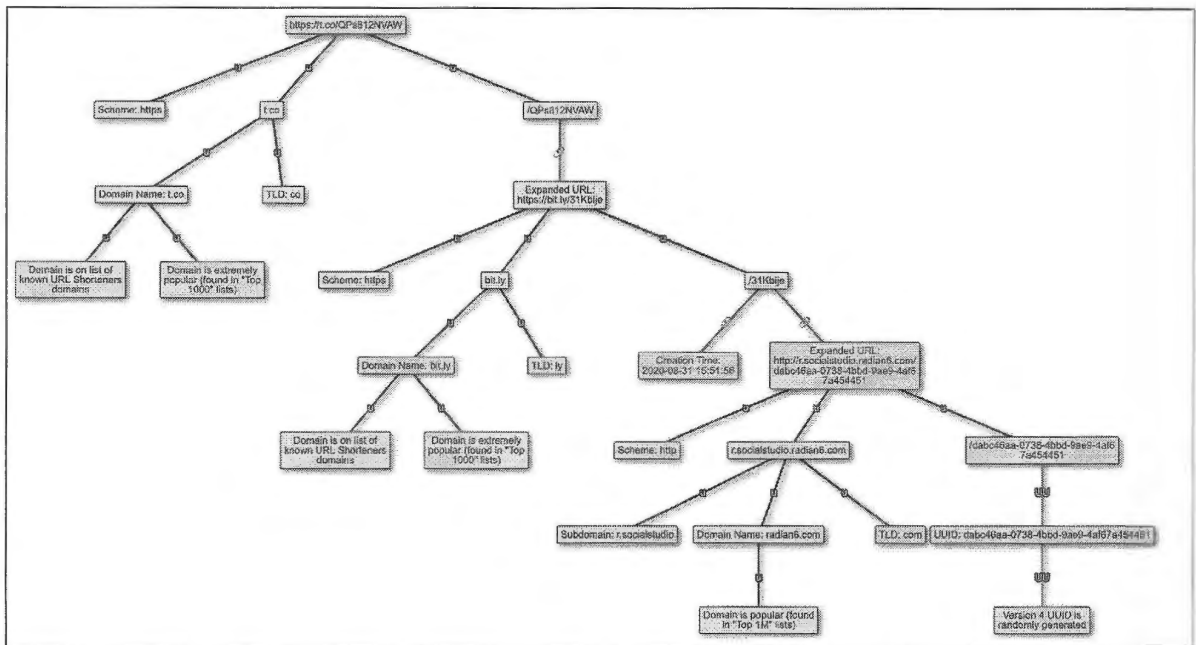 https://t.co/QPs812NVAW
Scheme: https
t.co
/QPs812NVAW
Domain Name: t.co
TLD: co
Expanded URL:
https://bit.ly/31Kbije
Domain is on list of
known URL Shorteners
domains
Domain is extremely
popular (found in "Top
1000" lists)
Scheme: https
bit.ly
/31Kbije
Domain Name: bit.ly
TLD: ly
Creation Time:
2020-08-31 15:51:56
Expanded URL:
http://r.socialstudio.radian6.com/
dabc46aa-0738-4bbd-9ae9-4af6
7a454451
Domain is on list of
known URL Shorteners
domains
Domain is extremely
popular (found in "Top
1000" lists)
Scheme: http
r.socialstudio.radian6.com
/dabc46aa-0738-4bbd-9ae9-4af6
7a454451
Subdomain: r.socialstudio
Domain Name: radian6.com
TLD: com
UUID: dabc46aa-0738-4bbd-9ae9-4af67a454451
Domain is popular (found
in "Top 1M" lists)
Version 4 UUID is
randomly generated